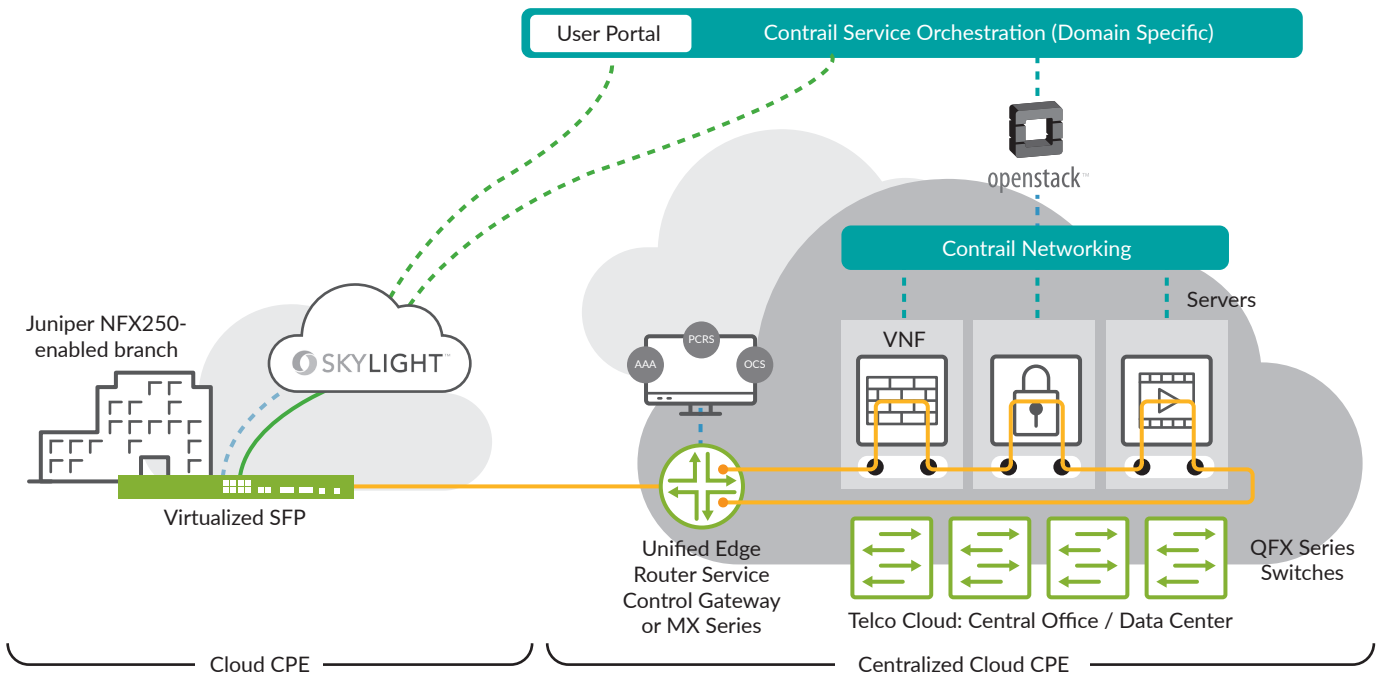 User Portal
Contrail Service Orchestration (Domain Specific)
openstack™
Contrail Networking
Servers
Juniper NFX250-
enabled branch
SKYLIGHT™
PCRS
AAA
OCS
VNF
Virtualized SFP
Unified Edge
Router Service
Control Gateway
or MX Series
QFX Series
Switches
Telco Cloud: Central Office / Data Center
Cloud CPE
Centralized Cloud CPE